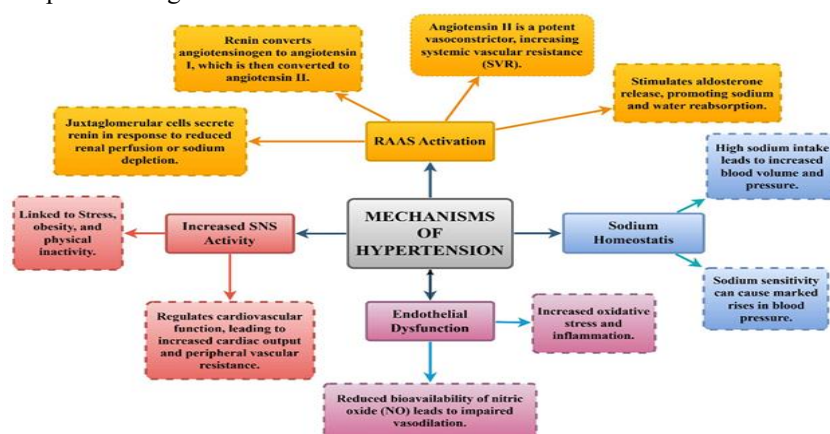 Renin converts
angiotensinogen to angiotensin
I, which is then converted to
angiotensin II.
Angiotensin II is a potent
vasoconstrictor, increasing
systemic vascular resistance
(SVR).
Stimulates aldosterone
release, promoting sodium
and water reabsorption.
Juxtaglomerular cells secrete
renin in response to reduced
renal perfusion or sodium
depletion.
RAAS Activation
High sodium intake
leads to increased
blood volume and
pressure.
Linked to Stress,
obesity, and
physical
inactivity.
Increased SNS
Activity
MECHANISMS
OF
HYPERTENSION
Sodium
Homeostatis
Regulates cardiovascular
function, leading to
increased cardiac output
and peripheral vascular
resistance.
Endothelial
Dysfunction
Increased oxidative
stress and
inflammation.
Sodium sensitivity
can cause marked
rises in blood
pressure.
Reduced bioavailability of nitric
oxide (NO) leads to impaired
vasodilation.